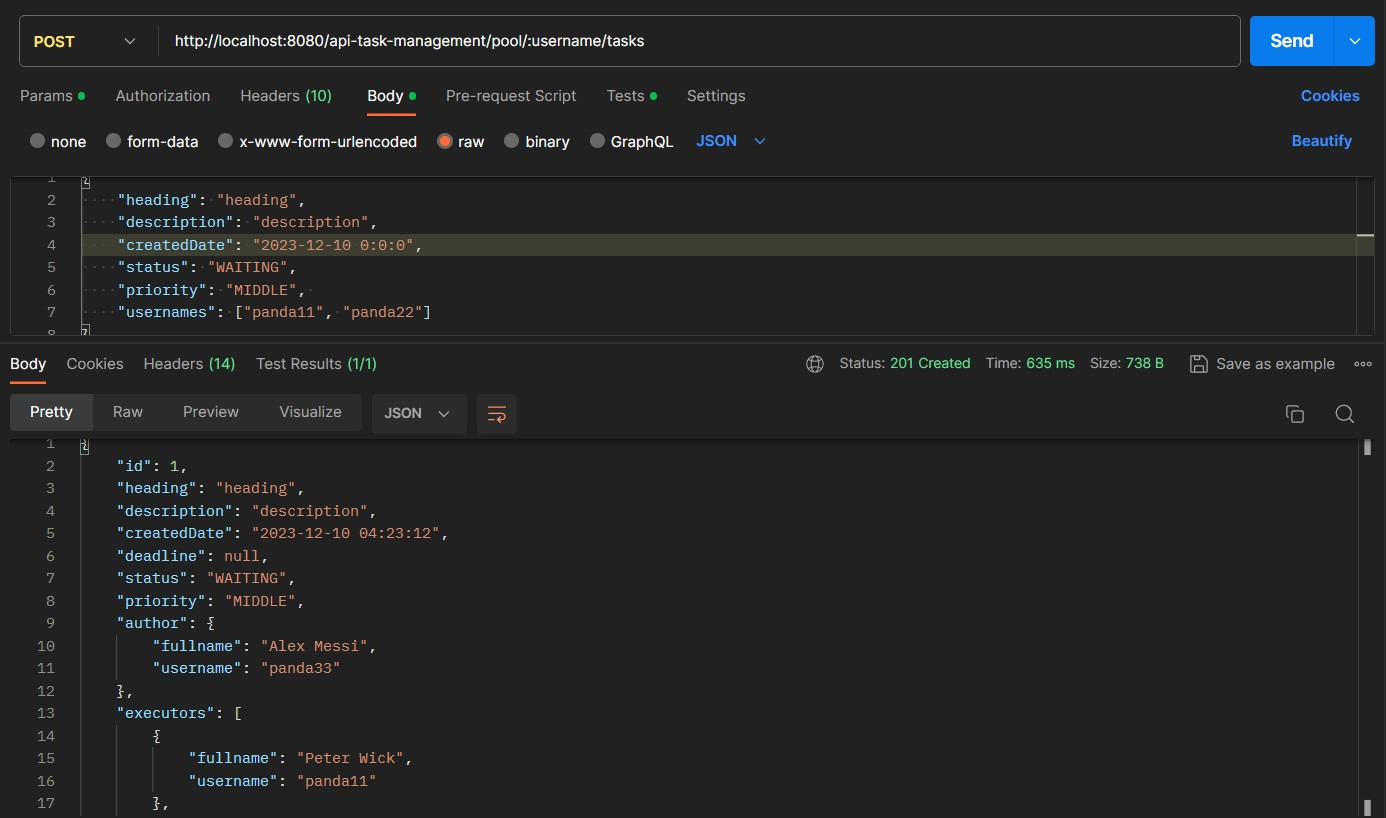 POST http://localhost:8080/api-task-management/pool/:username/tasks Send
Params Authorization Headers (10) Body Pre-request Script Tests Settings Cookies
none form-data x-www-form-urlencoded raw binary GraphQL JSON Beautify
1 {
2 "heading": "heading",
3 "description": "description",
4 "createdDate": "2023-12-10 0:0:0",
5 "status": "WAITING",
6 "priority": "MIDDLE",
7 "usernames": ["panda11", "panda22"]
8 }
Body Cookies Headers (14) Test Results (1/1) Status: 201 Created Time: 635 ms Size: 738 B Save as example
Pretty Raw Preview Visualize JSON
1 {
2 "id": 1,
3 "heading": "heading",
4 "description": "description",
5 "createdDate": "2023-12-10 04:23:12",
6 "deadline": null,
7 "status": "WAITING",
8 "priority": "MIDDLE",
9 "author": {
10 "fullname": "Alex Messi",
11 "username": "panda33"
12 },
13 "executors": [
14 {
15 "fullname": "Peter Wick",
16 "username": "panda11"
17 },